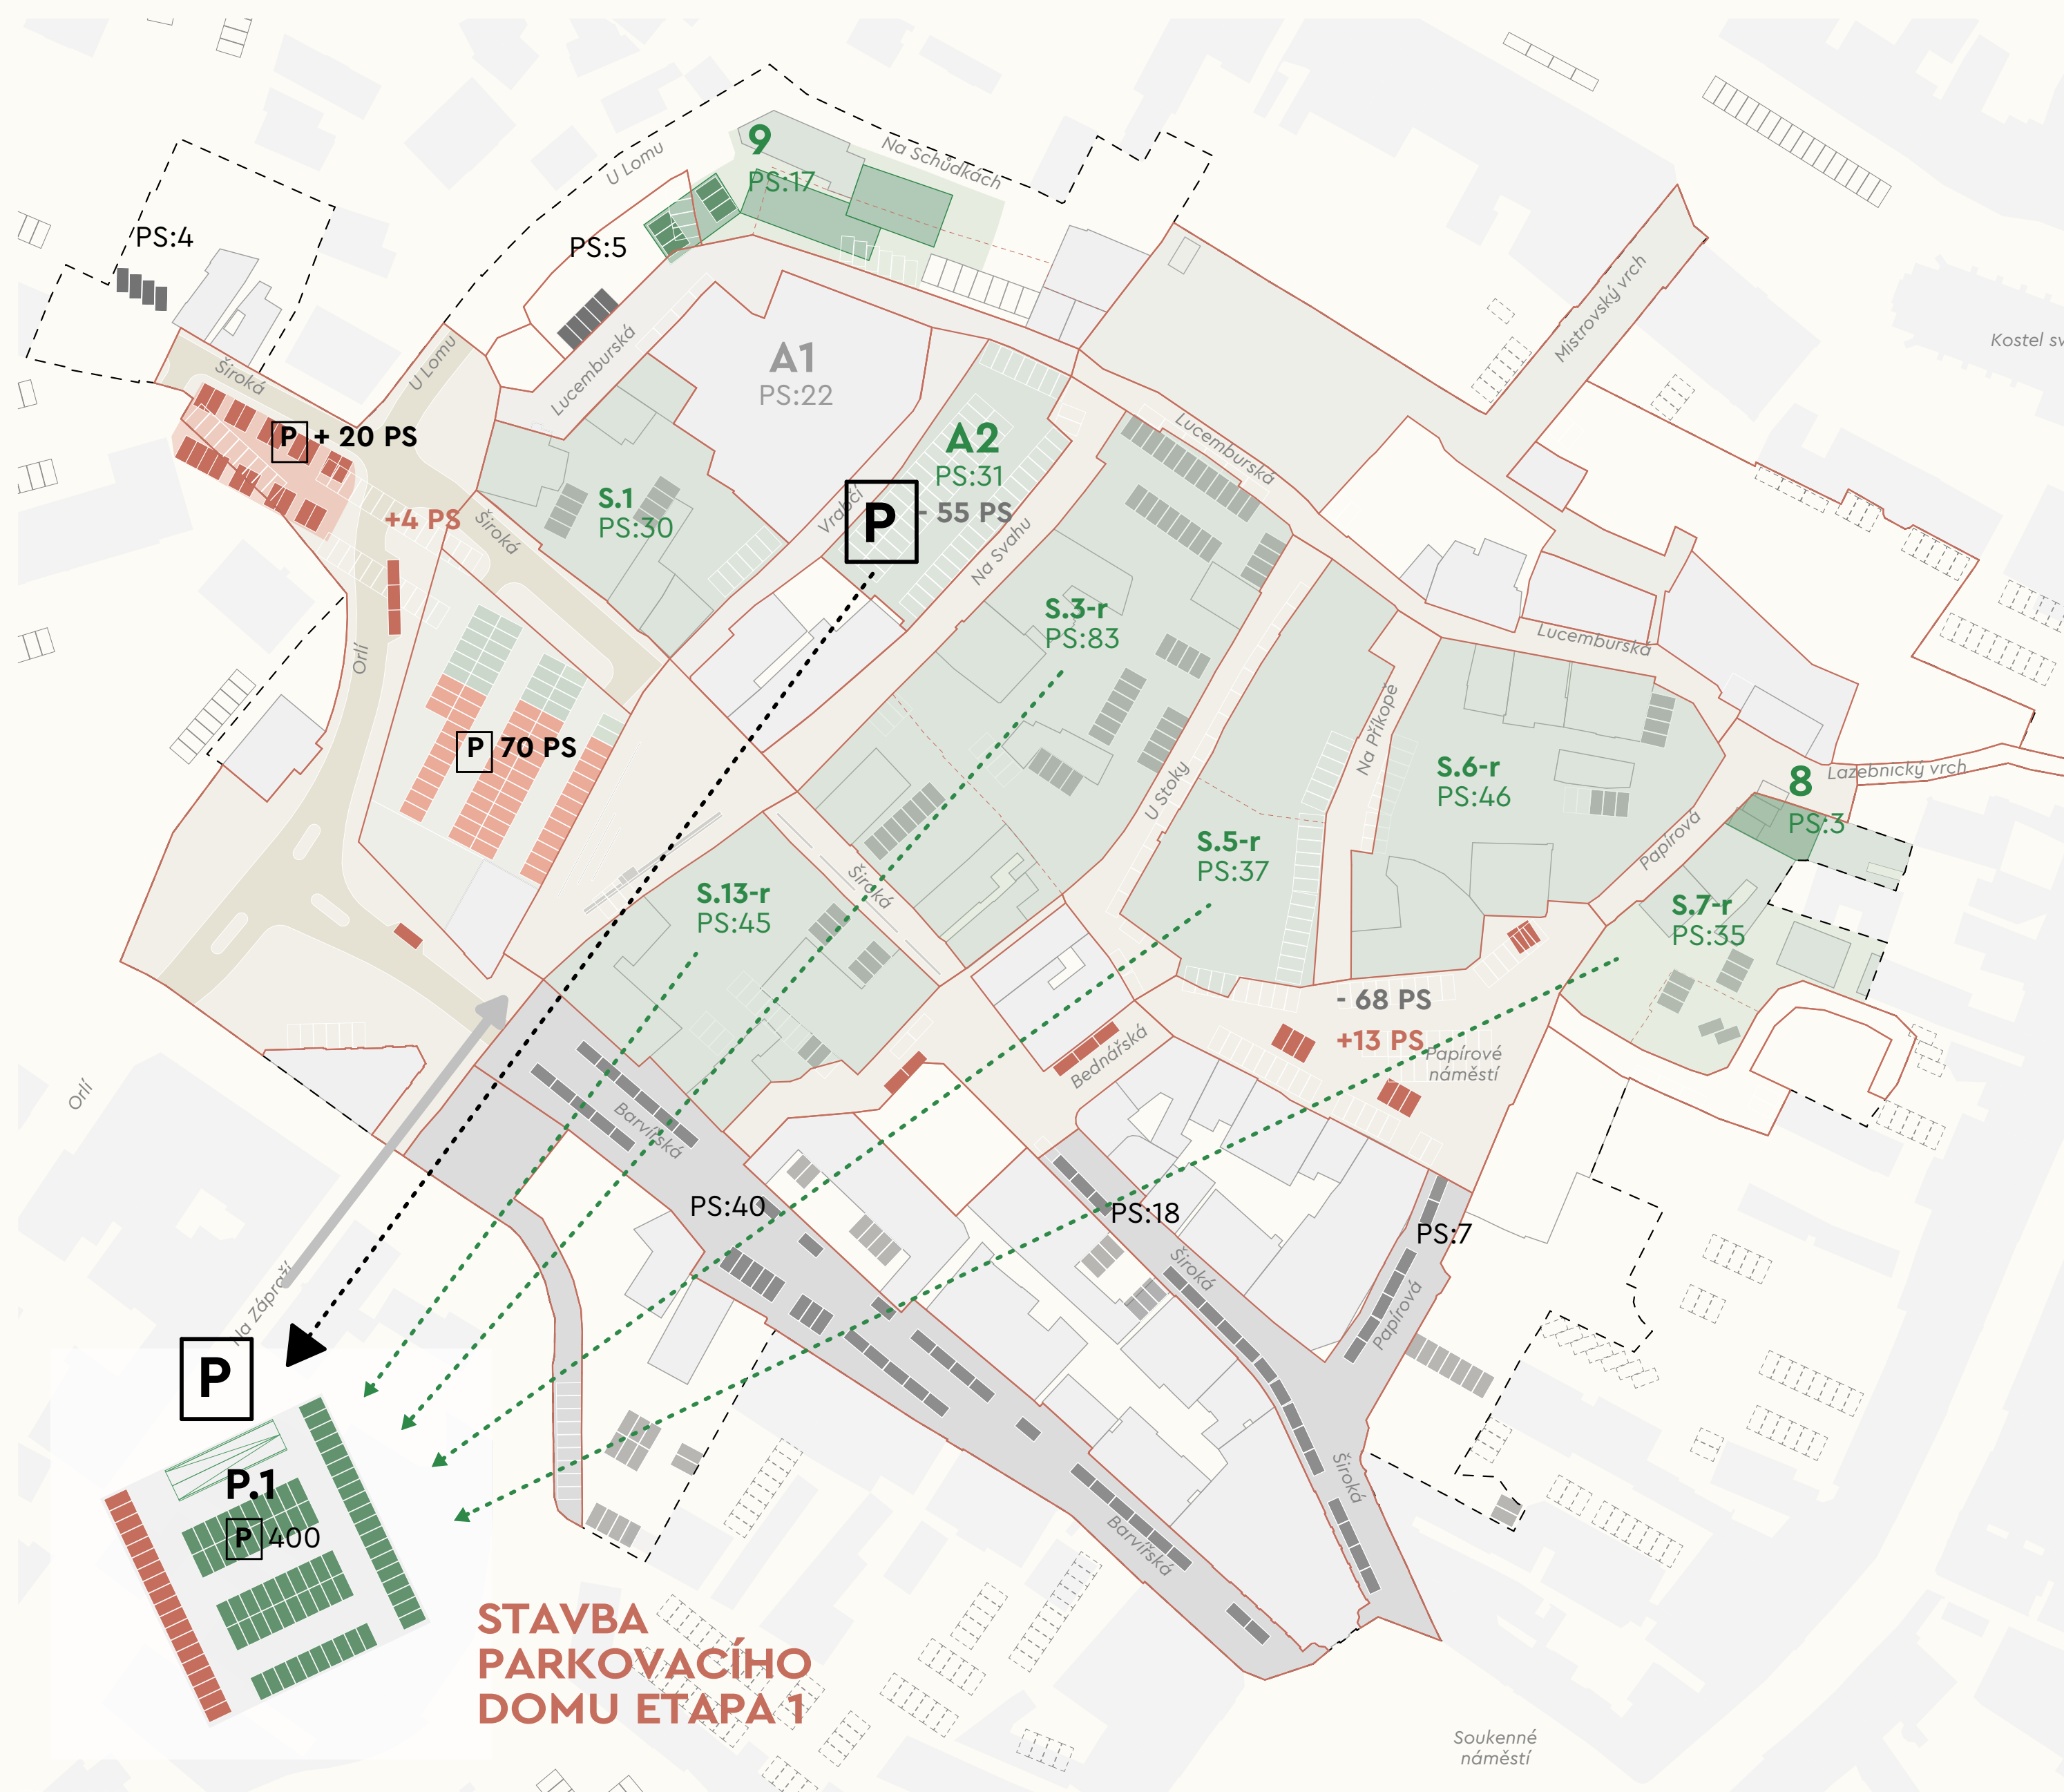 9
PS:17
Na Schůdkách
U Lomu
PS:4
PS:5
Mistrovský vrch
Kostel sv
Široká
U Lomu
Lucemburská
A1
PS:22
P + 20 PS
A2
PS:31
Lucemburská
+4 PS
Široká
S.1
PS:30
Vrabčí
P
- 55 PS
Na Svahu
S.3-r
PS:83
Lucemburská
Orlí
P 70 PS
Na Příkopě
S.6-r
PS:46
8
PS:3
Lazebnický vrch
U Stoky
S.5-r
PS:37
Papírová
S.13-r
PS:45
Široká
S.7-r
PS:35
- 68 PS
+13 PS
Papírové
náměstí
Bednářská
Orlí
Barvířská
PS:40
PS:18
PS:7
Široká
Papírová
Na Zápraží
P
P.1
P 400
Široká
Barvířská
STAVBA
PARKOVACÍHO
DOMU ETAPA 1
Soukenné
náměstí